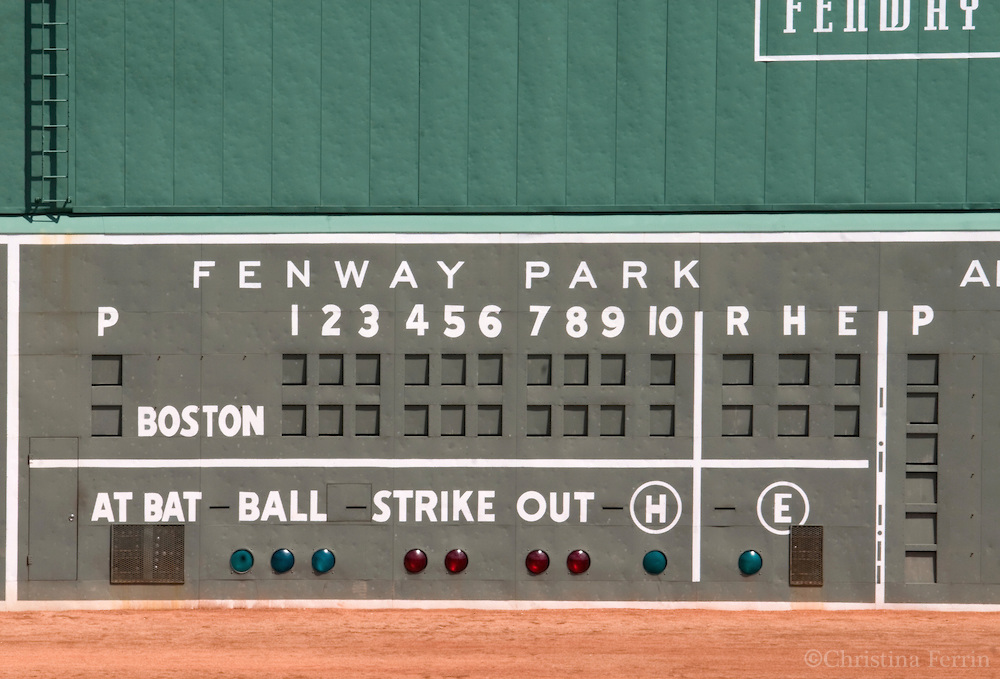 FENWAY
FENWAY PARK
P 1 2 3 4 5 6 7 8 9 10 R H E P
BOSTON
AT BAT - BALL - STRIKE OUT - H - E
©Christina Ferrin